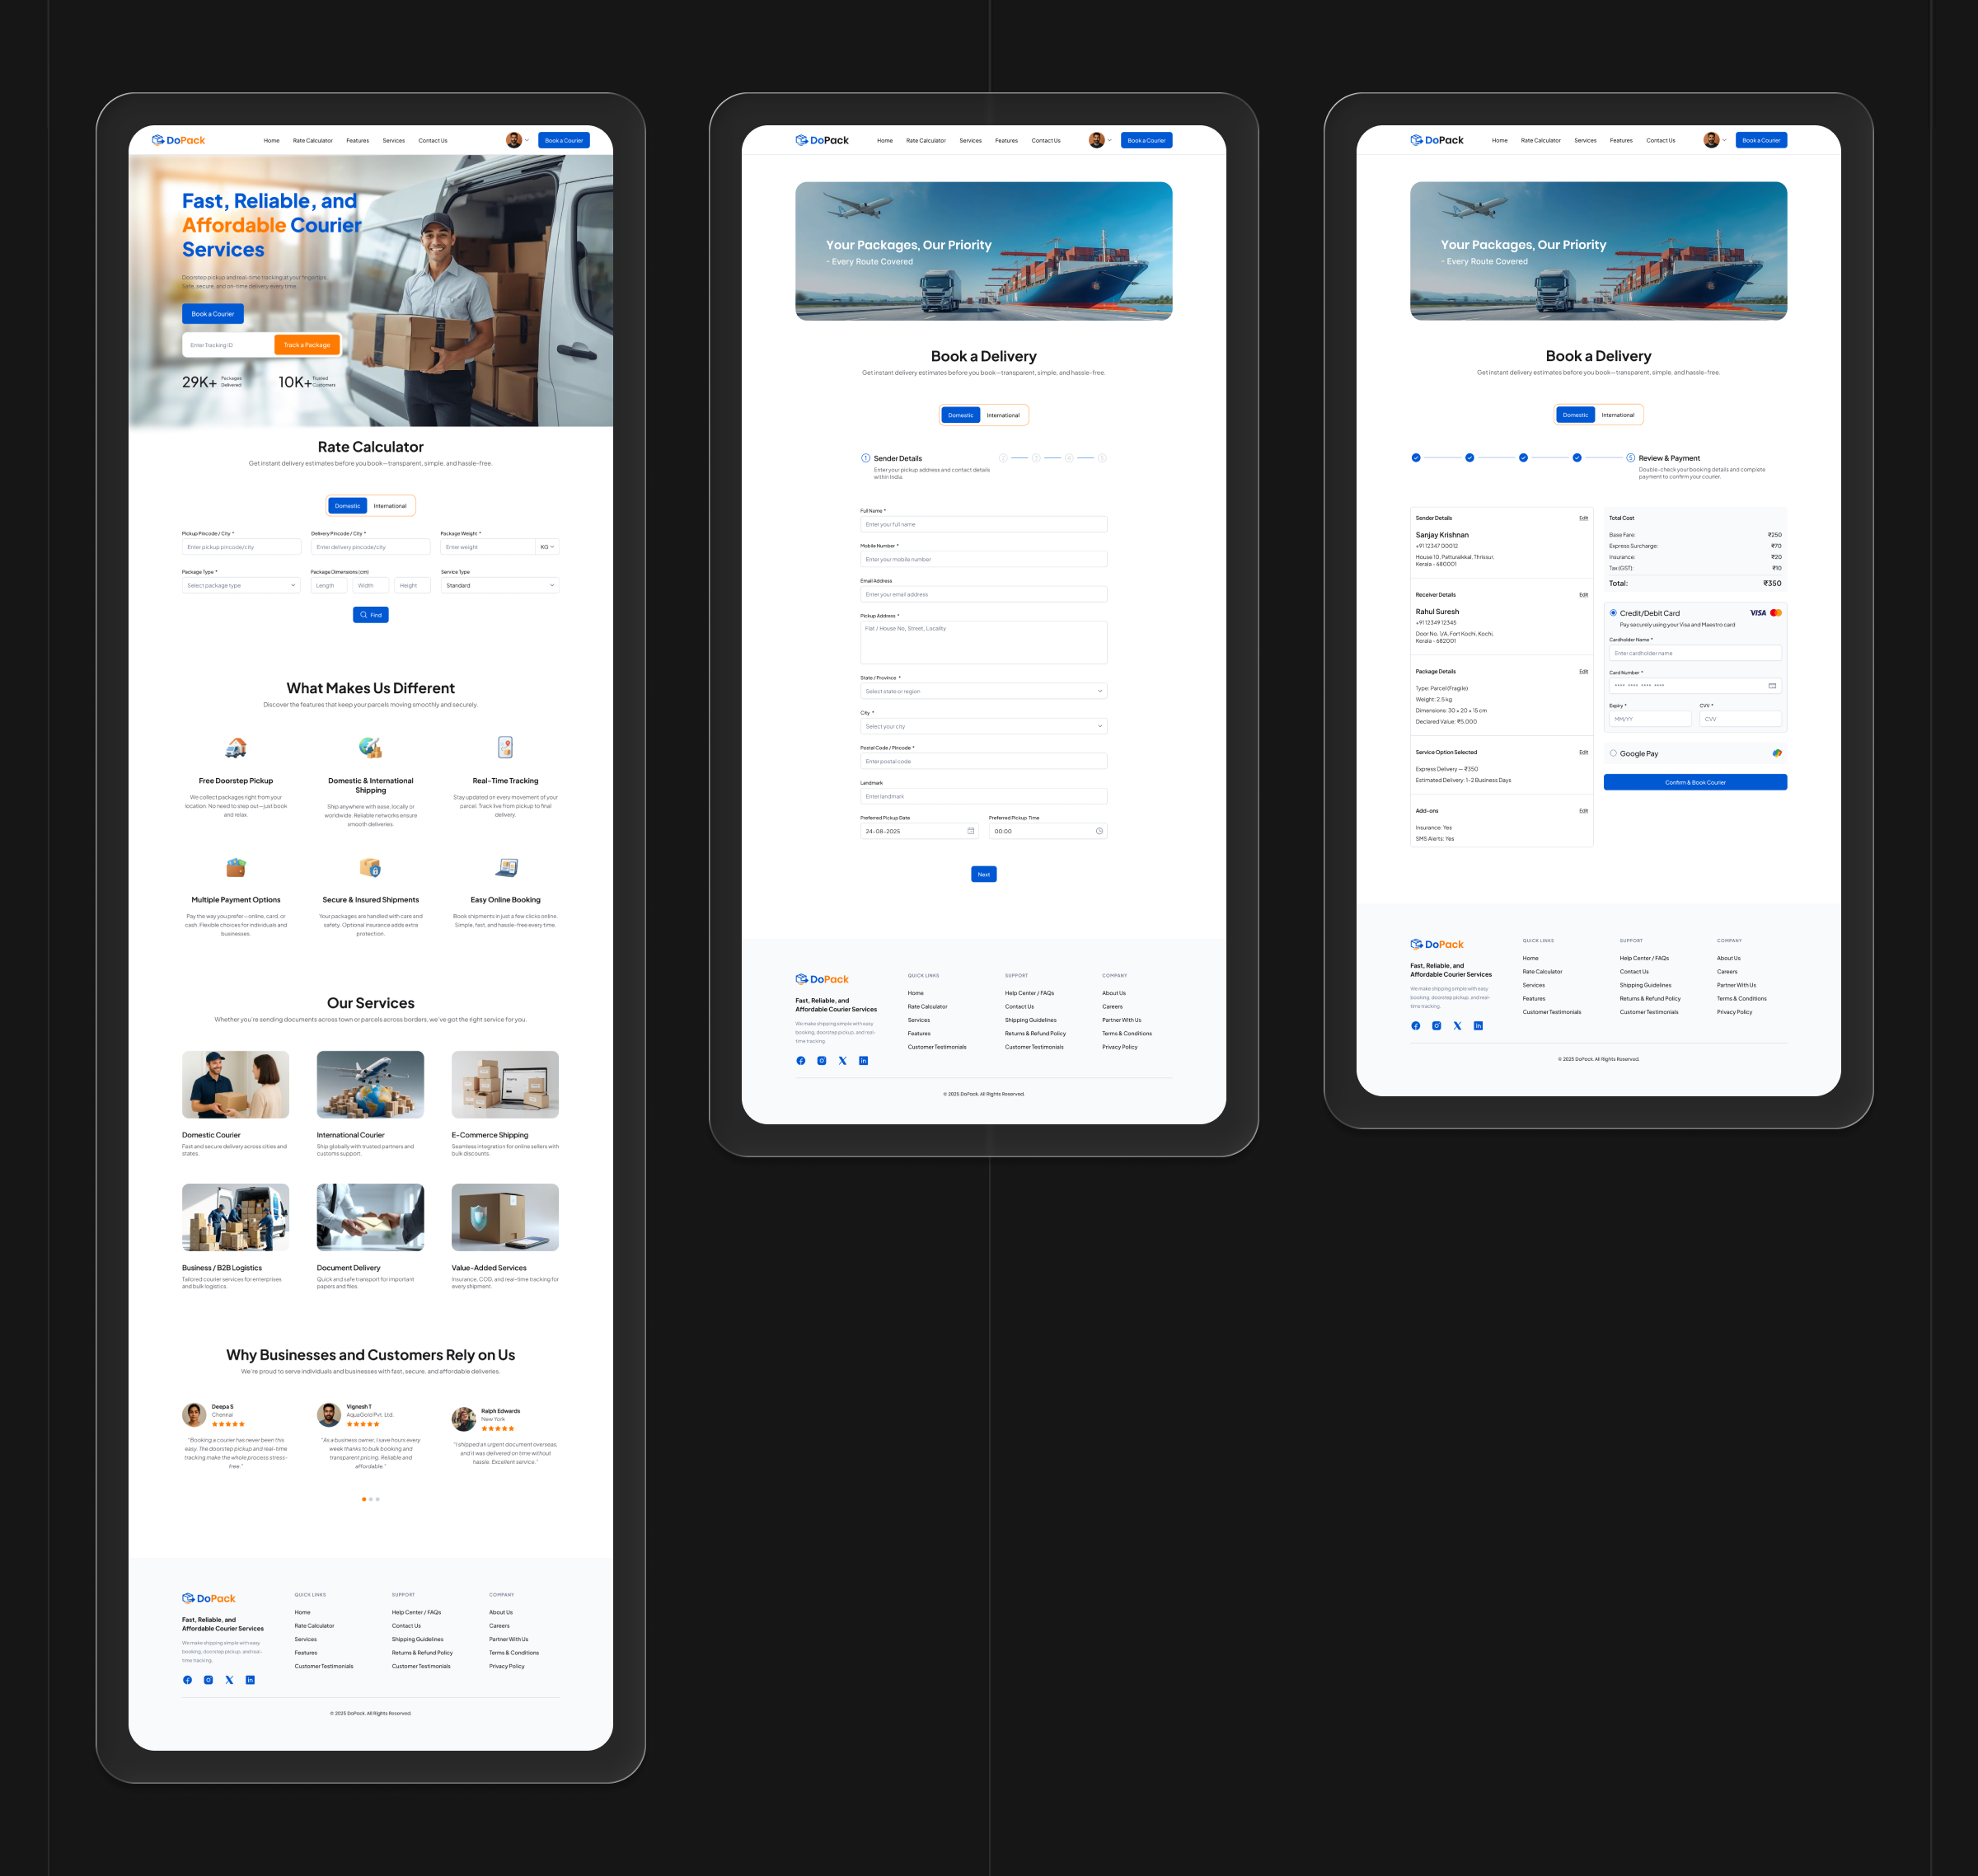 DoPack
Home Rate Calculator Features Services Contact Us
Book a Courier
Fast, Reliable, and
Affordable Courier
Services
Doorstep pickup and real-time tracking at your fingertips.
Safe, secure, and on-time delivery every time.
Book a Courier
Enter Tracking ID Track a Package
29K+ Packages Delivered 10K+ Trusted Customers
Rate Calculator
Get instant delivery estimates before you book—transparent, simple, and hassle-free.
Domestic International
Pickup Pincode / City * Delivery Pincode / City * Package Weight *
Enter pickup pincode/city Enter delivery pincode/city Enter weight KG
Package Type * Package Dimensions (cm) Service Type
Select package type Length Width Height Standard
Find
What Makes Us Different
Discover the features that keep your parcels moving smoothly and securely.
Free Doorstep Pickup
We collect packages right from your
location. No need to step out—just book
and relax.
Domestic & International
Shipping
Ship anywhere with ease, locally or
worldwide. Reliable networks ensure
smooth deliveries.
Real-Time Tracking
Stay updated on every movement of your
parcel. Track live from pickup to final
delivery.
Multiple Payment Options
Pay the way you prefer—online, card, or
cash. Flexible choices for individuals and
businesses.
Secure & Insured Shipments
Your packages are handled with care and
safety. Optional insurance adds extra
protection.
Easy Online Booking
Book shipments in just a few clicks online.
Simple, fast, and hassle-free every time.
Our Services
Whether you're sending documents across town or parcels across borders, we've got the right service for you.
Domestic Courier
Fast and secure delivery across cities and
states.
International Courier
Ship globally with trusted partners and
customs support.
E-Commerce Shipping
Seamless integration for online sellers with
bulk discounts.
Business / B2B Logistics
Tailored courier services for enterprises
and bulk logistics.
Document Delivery
Quick and safe transport for important
papers and files.
Value-Added Services
Insurance, COD, and real-time tracking for
every shipment.
Why Businesses and Customers Rely on Us
We're proud to serve individuals and businesses with fast, secure, and affordable deliveries.
Deepa S
Chennai
"Booking a courier has never been this
easy. The doorstep pickup and real-time
tracking make the whole process stress-
free."
Vignesh T
AquaGold Pvt. Ltd.
"As a business owner, I save hours every
week thanks to bulk booking and
transparent pricing. Reliable and
affordable."
Ralph Edwards
New York
"I shipped an urgent document overseas,
and it was delivered on time without
hassle. Excellent service."
DoPack
Fast, Reliable, and
Affordable Courier Services
We make shipping simple with easy
booking, doorstep pickup, and real-
time tracking.
QUICK LINKS
Home
Rate Calculator
Services
Features
Customer Testimonials
SUPPORT
Help Center / FAQs
Contact Us
Shipping Guidelines
Returns & Refund Policy
Customer Testimonials
COMPANY
About Us
Careers
Partner With Us
Terms & Conditions
Privacy Policy
© 2025 DoPack. All Rights Reserved.
DoPack
Home Rate Calculator Services Features Contact Us
Book a Courier
Your Packages, Our Priority
- Every Route Covered
Book a Delivery
Get instant delivery estimates before you book—transparent, simple, and hassle-free.
Domestic International
1 Sender Details 2 3 4 5
Enter your pickup address and contact details
within India.
Full Name *
Enter your full name
Mobile Number *
Enter your mobile number
Email Address
Enter your email address
Pickup Address *
Flat / House No, Street, Locality
State / Province *
Select state or region
City *
Select your city
Postal Code / Pincode *
Enter postal code
Landmark
Enter landmark
Preferred Pickup Date Preferred Pickup Time
24-08-2025 00:00
Next
DoPack
Fast, Reliable, and
Affordable Courier Services
We make shipping simple with easy
booking, doorstep pickup, and real-
time tracking.
QUICK LINKS
Home
Rate Calculator
Services
Features
Customer Testimonials
SUPPORT
Help Center / FAQs
Contact Us
Shipping Guidelines
Returns & Refund Policy
Customer Testimonials
COMPANY
About Us
Careers
Partner With Us
Terms & Conditions
Privacy Policy
© 2025 DoPack. All Rights Reserved.
DoPack
Home Rate Calculator Services Features Contact Us
Book a Courier
Your Packages, Our Priority
- Every Route Covered
Book a Delivery
Get instant delivery estimates before you book—transparent, simple, and hassle-free.
Domestic International
5 Review & Payment
Double-check your booking details and complete
payment to confirm your courier.
Sender Details Edit
Sanjay Krishnan
+91 12347 00012
House 10, Patturaikkal, Thrissur,
Kerala - 680001
Receiver Details Edit
Rahul Suresh
+91 12349 12345
Door No. 1/A, Fort Kochi, Kochi,
Kerala - 682001
Package Details Edit
Type: Parcel(Fragile)
Weight: 2.5 kg
Dimensions: 30 × 20 × 15 cm
Declared Value: ₹5,000
Service Option Selected Edit
Express Delivery — ₹350
Estimated Delivery: 1-2 Business Days
Add-ons Edit
Insurance: Yes
SMS Alerts: Yes
Total Cost
Base Fare: ₹250
Express Surcharge: ₹70
Insurance: ₹20
Tax (GST): ₹10
Total: ₹350
Credit/Debit Card VISA
Pay securely using your Visa and Maestro card
Cardholder Name *
Enter cardholder name
Card Number *
**** **** **** ****
Expiry * CVV *
MM/YY CVV
Google Pay
Confirm & Book Courier
DoPack
Fast, Reliable, and
Affordable Courier Services
We make shipping simple with easy
booking, doorstep pickup, and real-
time tracking.
QUICK LINKS
Home
Rate Calculator
Services
Features
Customer Testimonials
SUPPORT
Help Center / FAQs
Contact Us
Shipping Guidelines
Returns & Refund Policy
Customer Testimonials
COMPANY
About Us
Careers
Partner With Us
Terms & Conditions
Privacy Policy
© 2025 DoPack. All Rights Reserved.